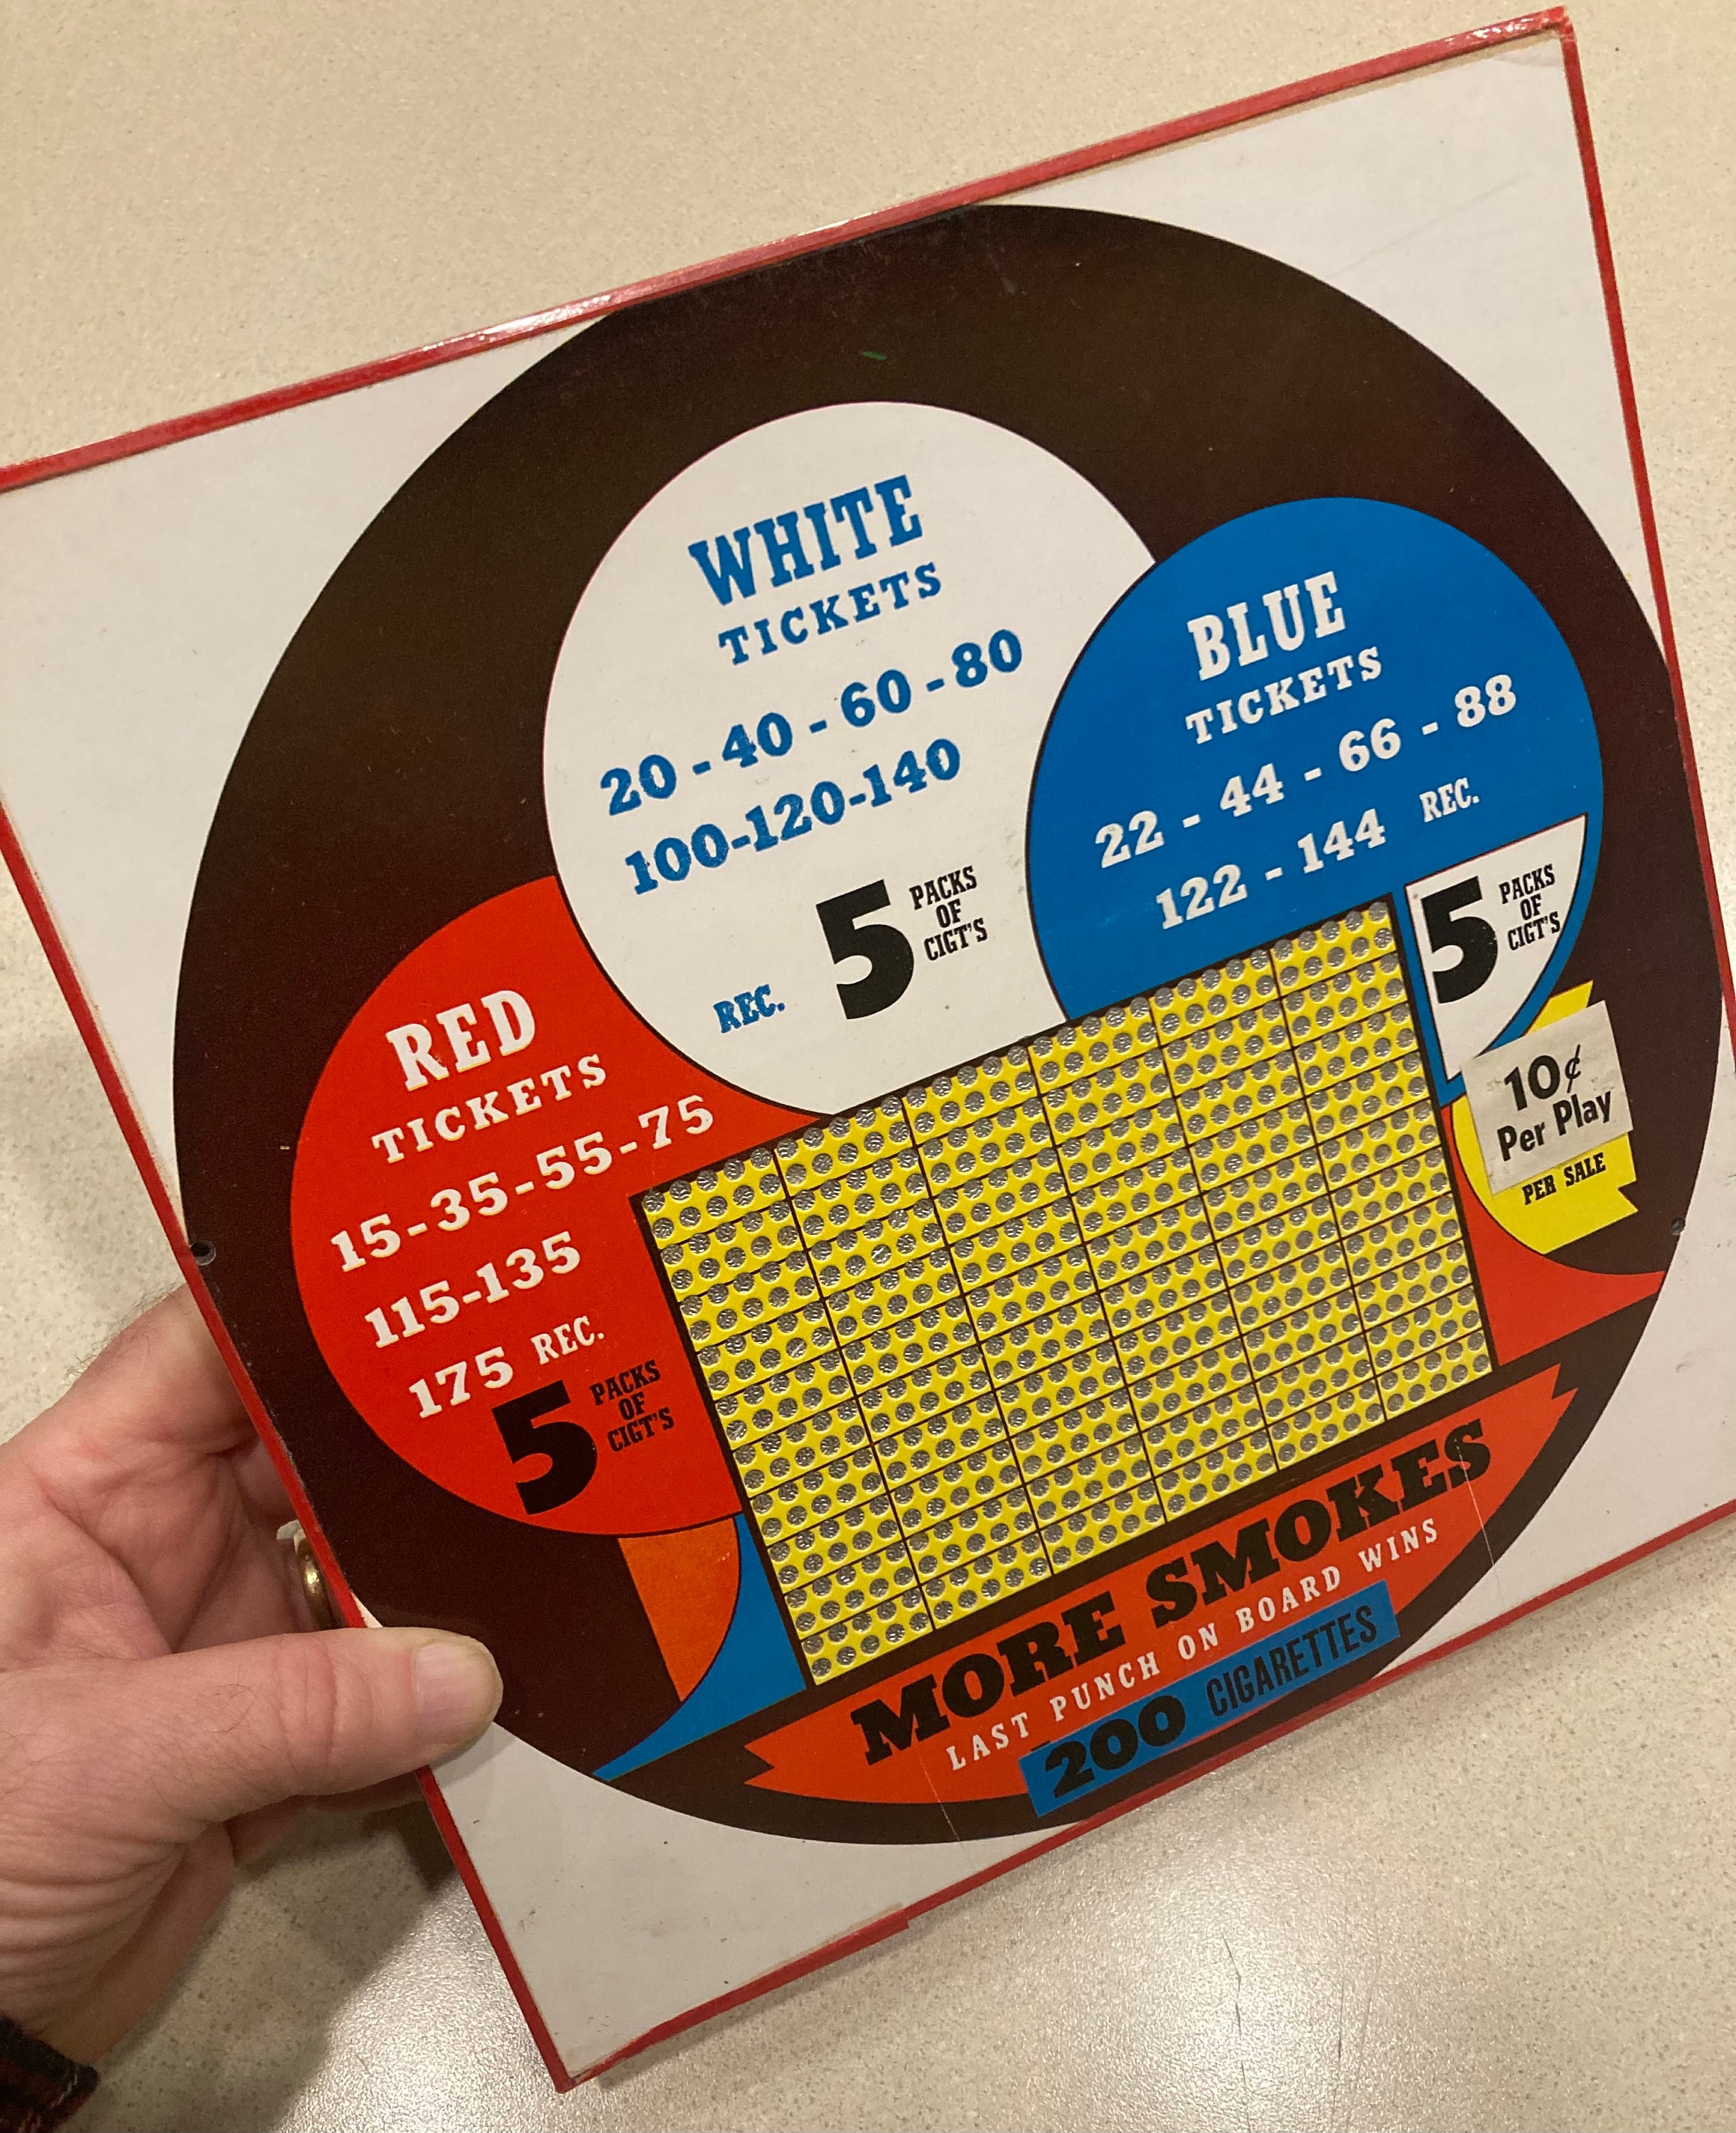 WHITE
TICKETS
20 - 40 - 60 - 80
100-120-140
REC. 5 PACKS
OF
CIGT'S
BLUE
TICKETS
22 - 44 - 66 - 88
122 - 144 REC.
5 PACKS
OF
CIGT'S
RED
TICKETS
15-35-55-75
115-135
175 REC.
5 PACKS
OF
CIGT'S
10¢
Per Play
PER SALE
MORE SMOKES
LAST PUNCH ON BOARD WINS
200 CIGARETTES